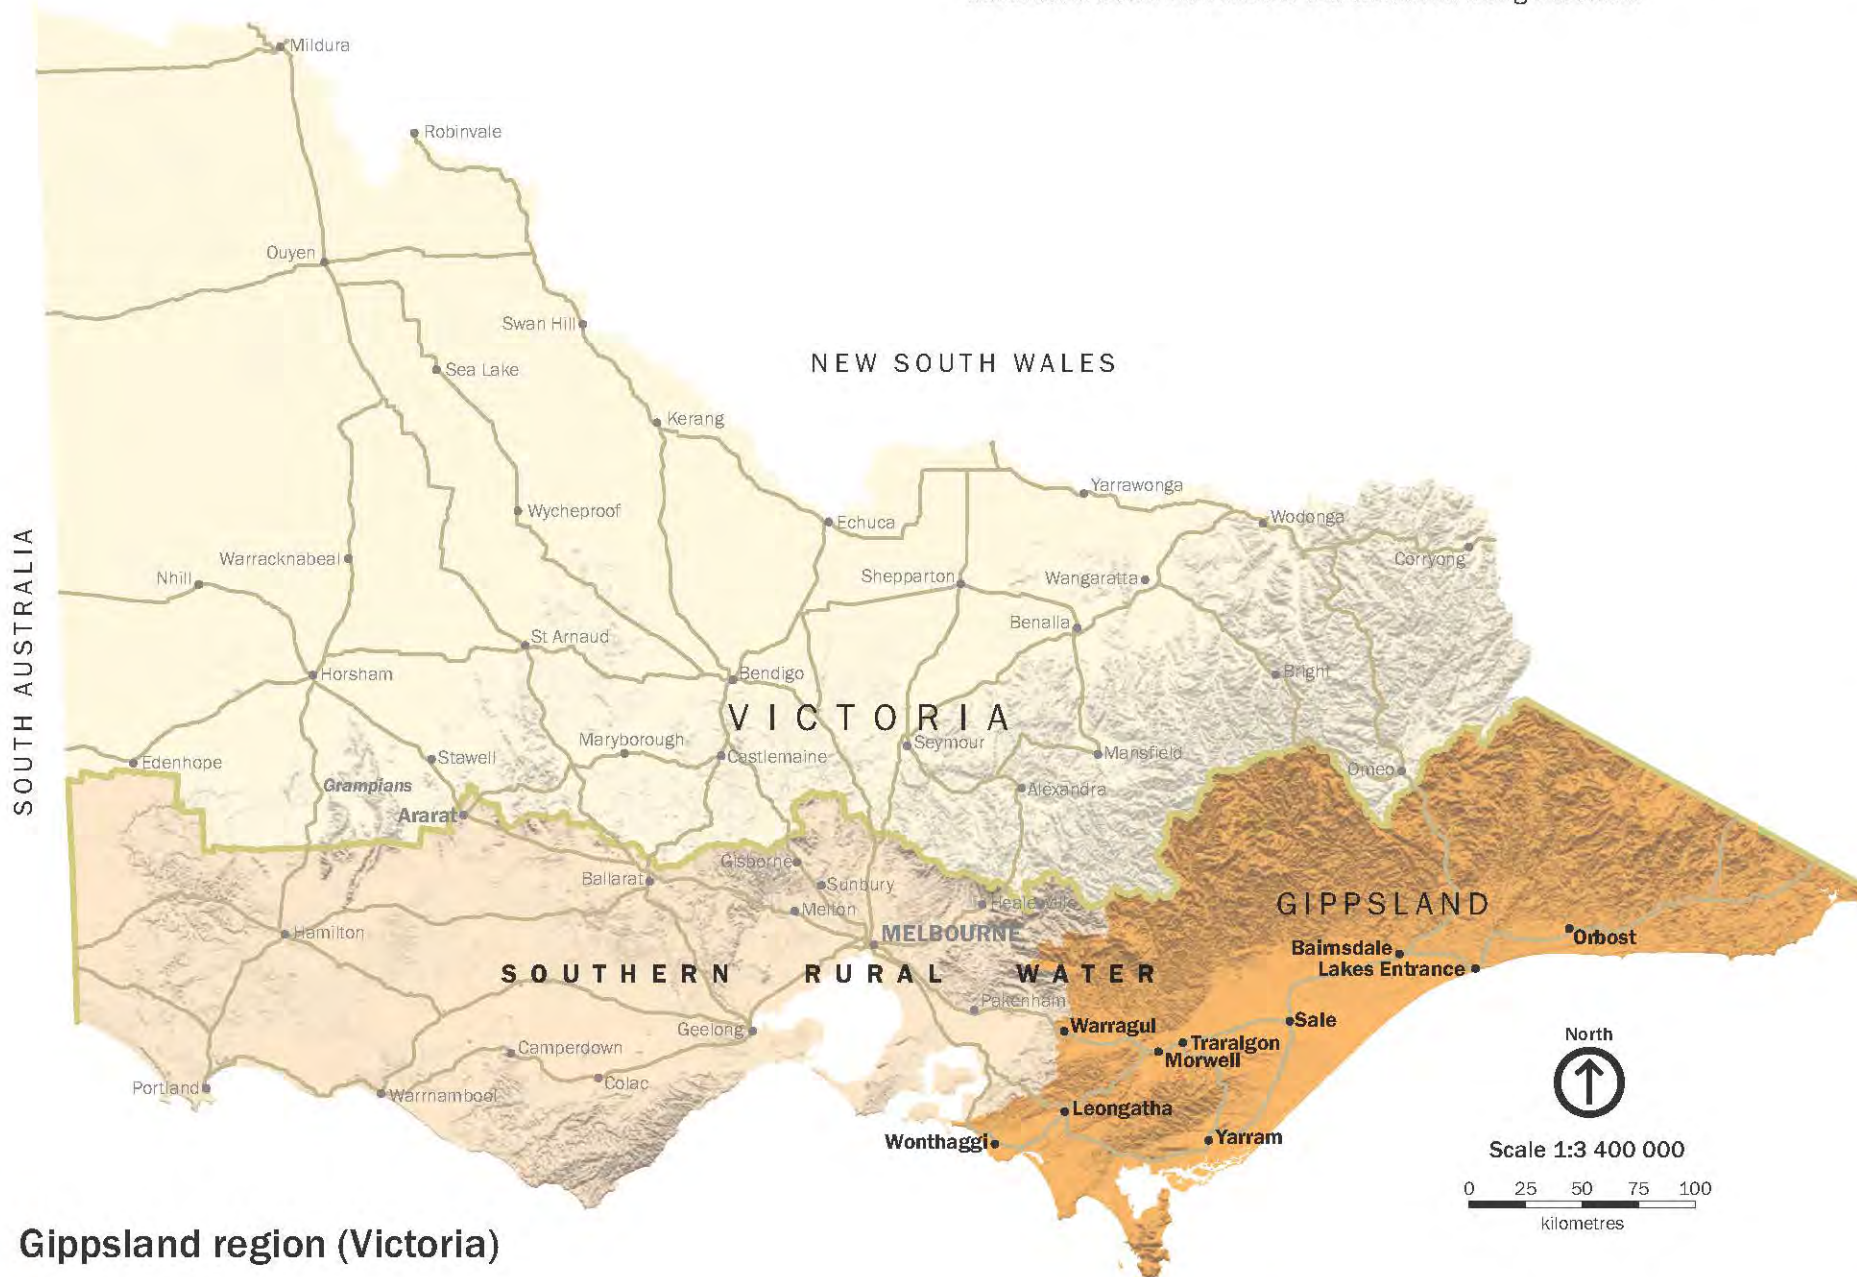 Mildura
Robinvale
Ouyen
Swan Hill
NEW SOUTH WALES
Sea Lake
Kerang
Yarrawonga
Wycheproof
Echuca
Wodonga
SOUTH AUSTRALIA
Warracknabeal
Corryong
Nhill
Shepparton
Wangaratta
Benalla
St Arnaud
Horsham
Bendigo
Bright
VICTORIA
Maryborough
Seymour
Edenhope
Stawell
Castlemaine
Mansfield
Omeo
Grampians
Alexandra
Ararat
Gisborne
Ballarat
Sunbury
Melton
Healesville
GIPPSLAND
Hamilton
MELBOURNE
Orbost
Bairnsdale
Lakes Entrance
SOUTHERN RURAL WATER
Pakenham
Geelong
Warragul
Sale
North
Camperdown
Traralgon
Morwell
Portland
Colac
Warrnambool
Leongatha
Wonthaggi
Yarram
Scale 1:3 400 000
0 25 50 75 100
kilometres
Gippsland region (Victoria)